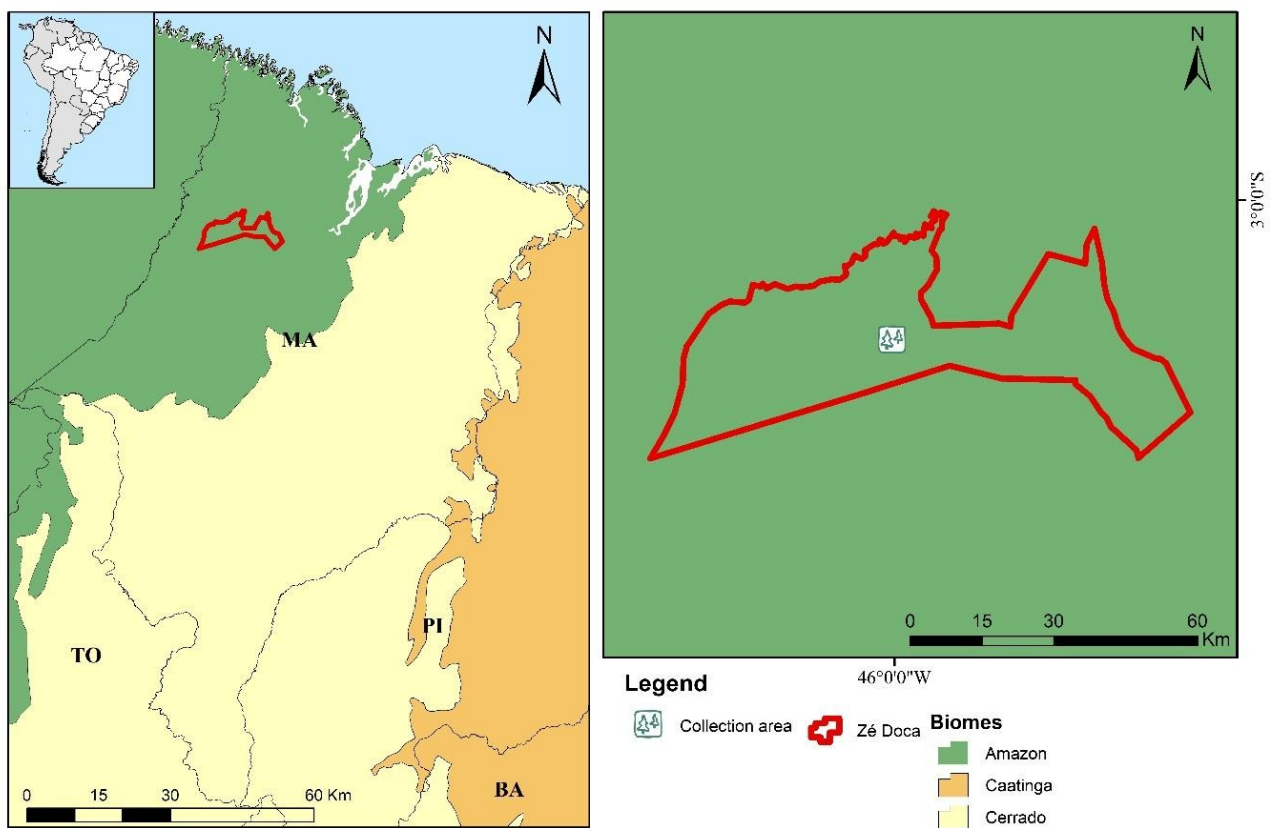 N
MA
PI
TO
BA
0 15 30 60 Km
N
3°0'0"S
0 15 30 60
Km
46°0'0"W
Legend
Collection area
Zé Doca
Biomes
Amazon
Caatinga
Cerrado